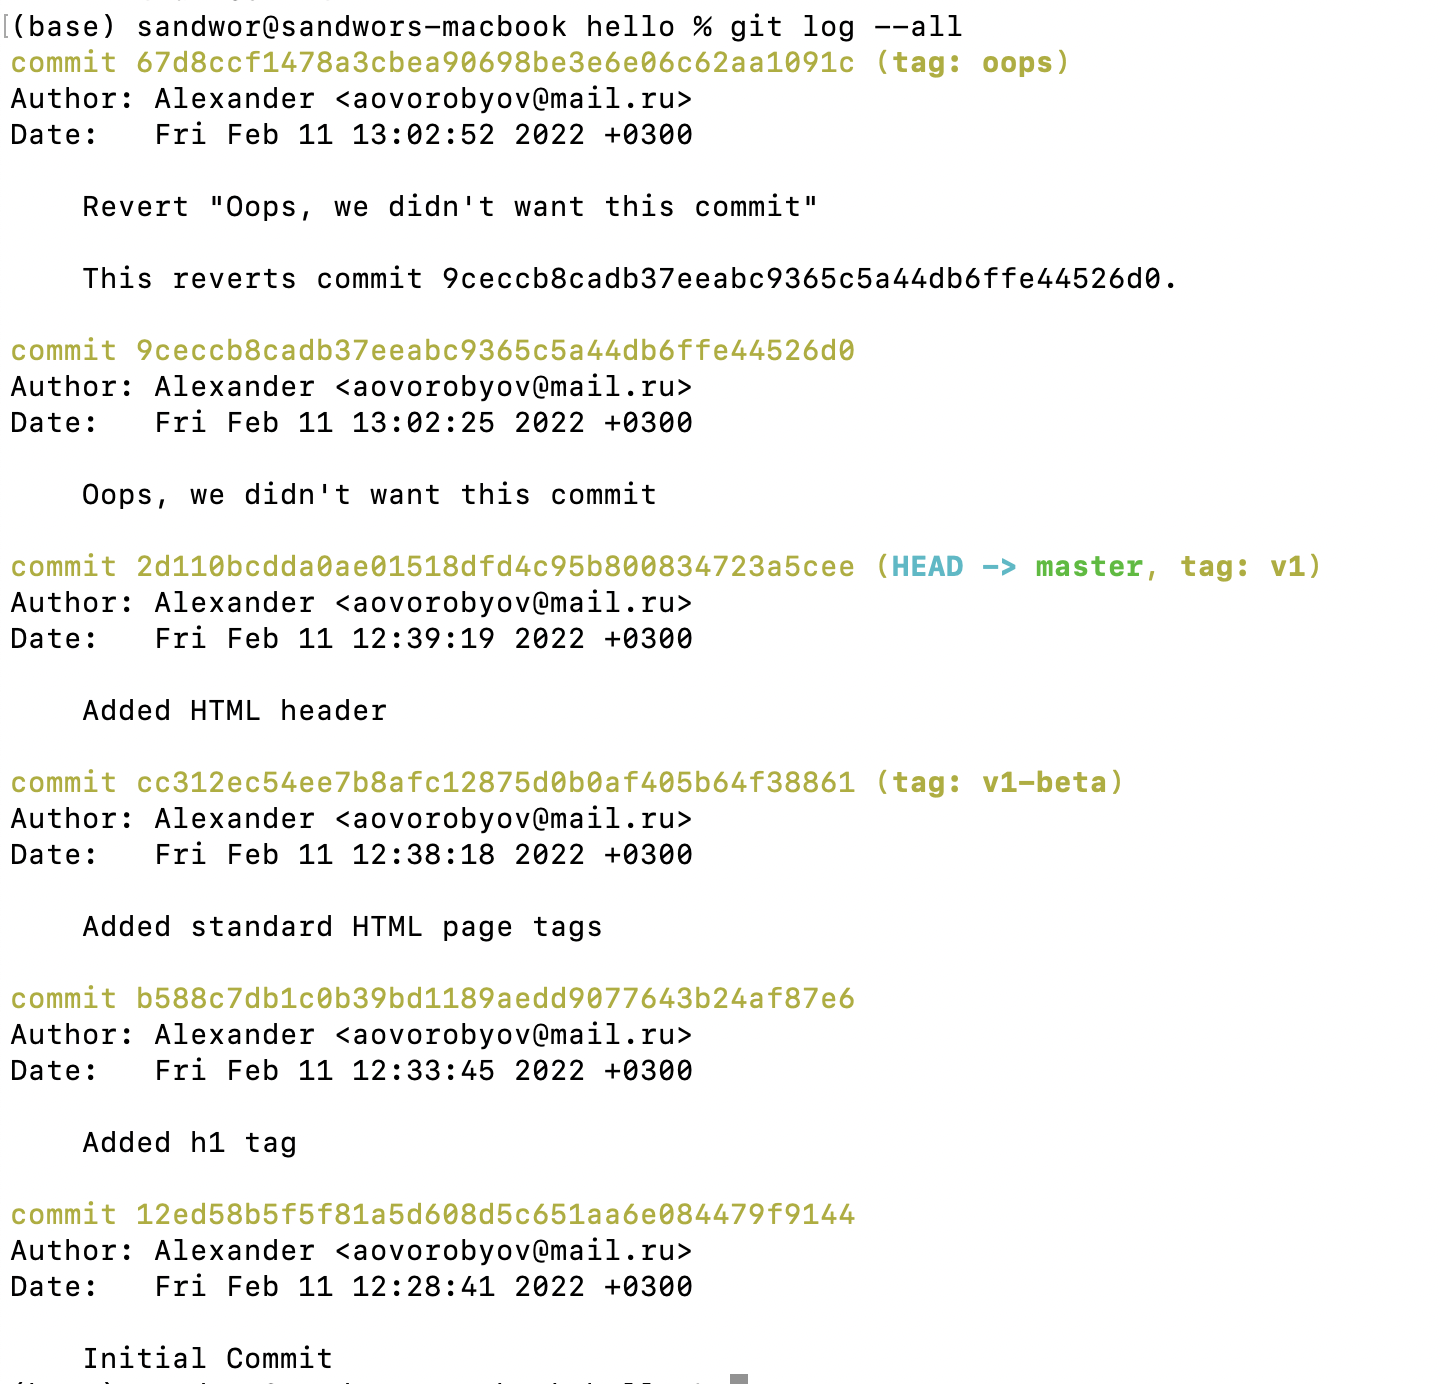 (base) sandwor@sandwors-macbook hello % git log --all
commit 67d8ccf1478a3cbea90698be3e6e06c62aa1091c (tag: oops)
Author: Alexander <aovorobyov@mail.ru>
Date:   Fri Feb 11 13:02:52 2022 +0300
Revert "Oops, we didn't want this commit"
This reverts commit 9ceccb8cadb37eeabc9365c5a44db6ffe44526d0.
commit 9ceccb8cadb37eeabc9365c5a44db6ffe44526d0
Author: Alexander <aovorobyov@mail.ru>
Date:   Fri Feb 11 13:02:25 2022 +0300
Oops, we didn't want this commit
commit 2d110bcdda0ae01518dfd4c95b800834723a5cee (HEAD -> master, tag: v1)
Author: Alexander <aovorobyov@mail.ru>
Date:   Fri Feb 11 12:39:19 2022 +0300
Added HTML header
commit cc312ec54ee7b8afc12875d0b0af405b64f38861 (tag: v1-beta)
Author: Alexander <aovorobyov@mail.ru>
Date:   Fri Feb 11 12:38:18 2022 +0300
Added standard HTML page tags
commit b588c7db1c0b39bd1189aedd9077643b24af87e6
Author: Alexander <aovorobyov@mail.ru>
Date:   Fri Feb 11 12:33:45 2022 +0300
Added h1 tag
commit 12ed58b5f5f81a5d608d5c651aa6e084479f9144
Author: Alexander <aovorobyov@mail.ru>
Date:   Fri Feb 11 12:28:41 2022 +0300
Initial Commit